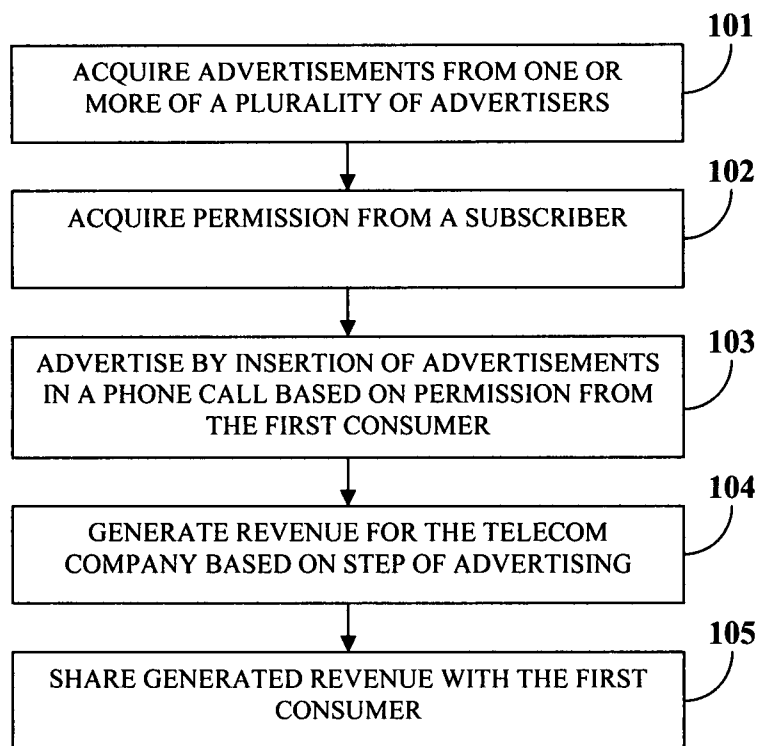 101
ACQUIRE ADVERTISEMENTS FROM ONE OR
MORE OF A PLURALITY OF ADVERTISERS
102
ACQUIRE PERMISSION FROM A SUBSCRIBER
103
ADVERTISE BY INSERTION OF ADVERTISEMENTS
IN A PHONE CALL BASED ON PERMISSION FROM
THE FIRST CONSUMER
104
GENERATE REVENUE FOR THE TELECOM
COMPANY BASED ON STEP OF ADVERTISING
105
SHARE GENERATED REVENUE WITH THE FIRST
CONSUMER